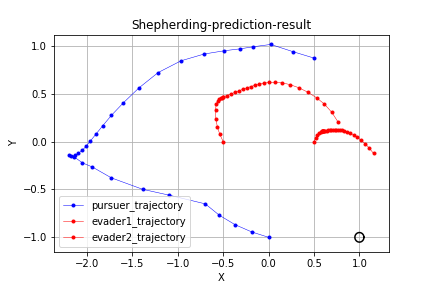 Shepherding-prediction-result
Y
1.0
0.5
0.0
−0.5
−1.0
pursuer_trajectory
evader1_trajectory
evader2_trajectory
−2.0
−1.5
−1.0
−0.5
0.0
0.5
1.0
X